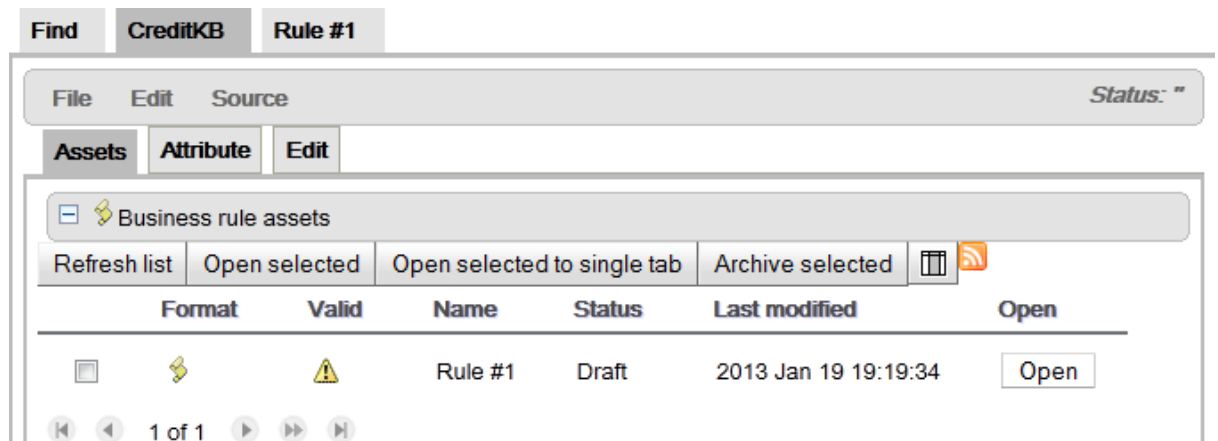 Find CreditKB Rule #1
File Edit Source Status: "
Assets Attribute Edit
Business rule assets
Refresh list Open selected Open selected to single tab Archive selected
Format Valid Name Status Last modified Open
Rule #1 Draft 2013 Jan 19 19:19:34 Open
1 of 1